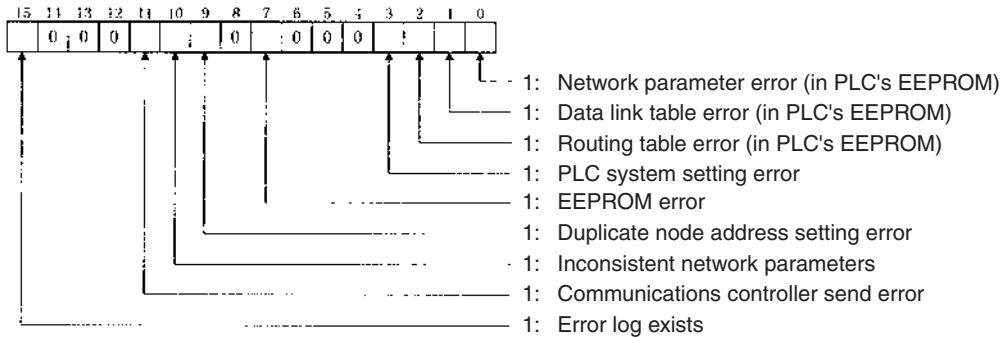 15 14 13 12 11 10 9 8 7 6 5 4 3 2 1 0
0 0 0 0 0 0 0
1: Network parameter error (in PLC's EEPROM)
1: Data link table error (in PLC's EEPROM)
1: Routing table error (in PLC's EEPROM)
1: PLC system setting error
1: EEPROM error
1: Duplicate node address setting error
1: Inconsistent network parameters
1: Communications controller send error
1: Error log exists